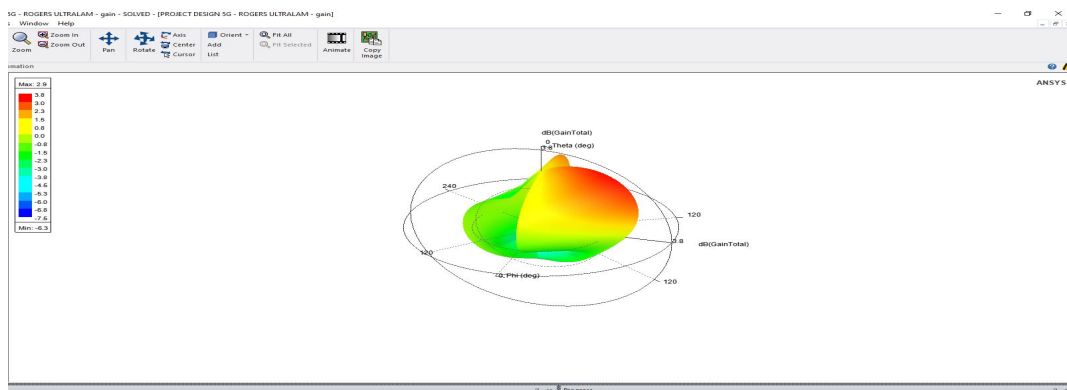 5G - ROGERS ULTRALAM - gain - SOLVED - [PROJECT DESIGN 5G - ROGERS ULTRALAM - gain]
Window Help
Zoom
Zoom In
Zoom Out
Pan
Rotate
Axis
Center
Cursor
Orient
Add
List
Fit All
Fit Selected
Animate
Copy Image
mation
ANSYS
Max: 2.9
3.8
3.0
2.3
1.5
0.8
0.0
-0.8
-1.5
-2.3
-3.0
-3.8
-4.5
-5.3
-6.0
-6.8
-7.5
Min: -6.3
dB(GainTotal)
0
3.8
Theta (deg)
240
120
3.8
dB(GainTotal)
120
120
0 Phi (deg)